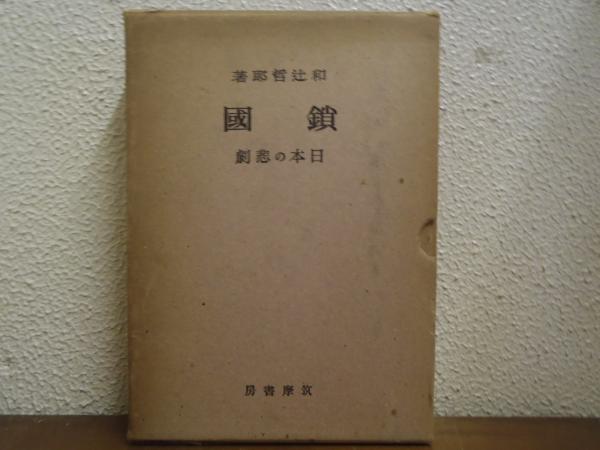 和辻哲郎著
鎖國
日本の悲劇
筑摩書房